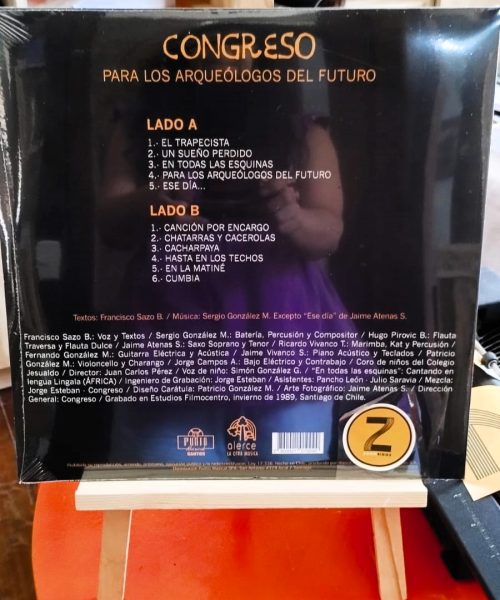 CONGRESO
PARA LOS ARQUEÓLOGOS DEL FUTURO
LADO A
1.- EL TRAPECISTA
2.- UN SUEÑO PERDIDO
3.- EN TODAS LAS ESQUINAS
4.- PARA LOS ARQUEÓLOGOS DEL FUTURO
5.- ESE DÍA...
LADO B
1.- CANCIÓN POR ENCARGO
2.- CHATARRAS Y CACEROLAS
3.- CACHARPAYA
4.- HASTA EN LOS TECHOS
5.- EN LA MATINÉ
6.- CUMBIA
Textos: Francisco Sazo B. / Música: Sergio González M. Excepto "Ese día" de Jaime Atenas S.
Francisco Sazo B.: Voz y Textos / Sergio González M.: Batería, Percusión y Compositor / Hugo Pirovic B.: Flauta
Traversa y Flauta Dulce / Jaime Atenas S.: Saxo Soprano y Tenor / Ricardo Vivanco T.: Marimba, Kat y Percusión /
Fernando González M.: Guitarra Eléctrica y Acústica / Jaime Vivanco S.: Piano Acústico y Teclados / Patricio
González M.: Violoncello y Charango / Jorge Campos A.: Bajo Eléctrico y Contrabajo / Coro de niños del Colegio
Jesualdo / Director: Juan Carlos Pérez / Voz de niño: Simón González G. / "En todas las esquinas": Cantando en
lengua Lingala (ÁFRICA) / Ingeniero de Grabación: Jorge Esteban / Asistentes: Pancho León - Julio Saravia / Mezcla:
Jorge Esteban - Congreso / Diseño Carátula: Patricio González M. / Arte Fotográfico: Jaime Atenas S. / Dirección
General: Congreso / Grabado en Estudios Filmocentro, invierno de 1989, Santiago de Chile.
PUNTO
alerce
LA OTRA MUSICA
Z